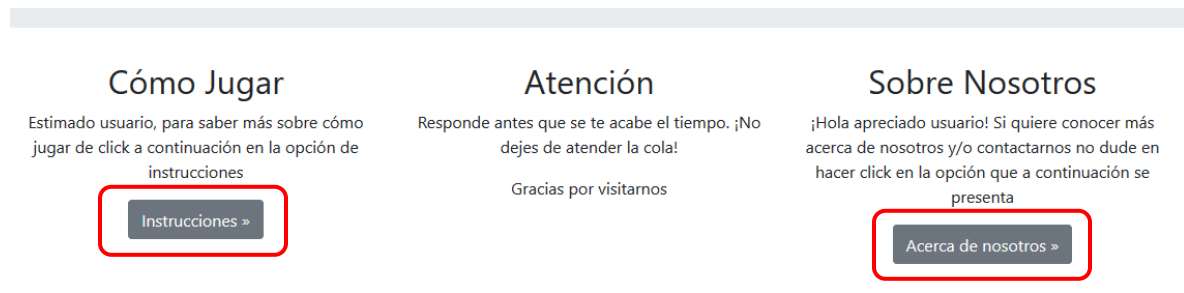 Cómo Jugar
Estimado usuario, para saber más sobre cómo
jugar de click a continuación en la opción de
instrucciones
Instrucciones »
Atención
Responde antes que se te acabe el tiempo. ¡No
dejes de atender la cola!
Gracias por visitarnos
Sobre Nosotros
¡Hola apreciado usuario! Si quiere conocer más
acerca de nosotros y/o contactarnos no dude en
hacer click en la opción que a continuación se
presenta
Acerca de nosotros »